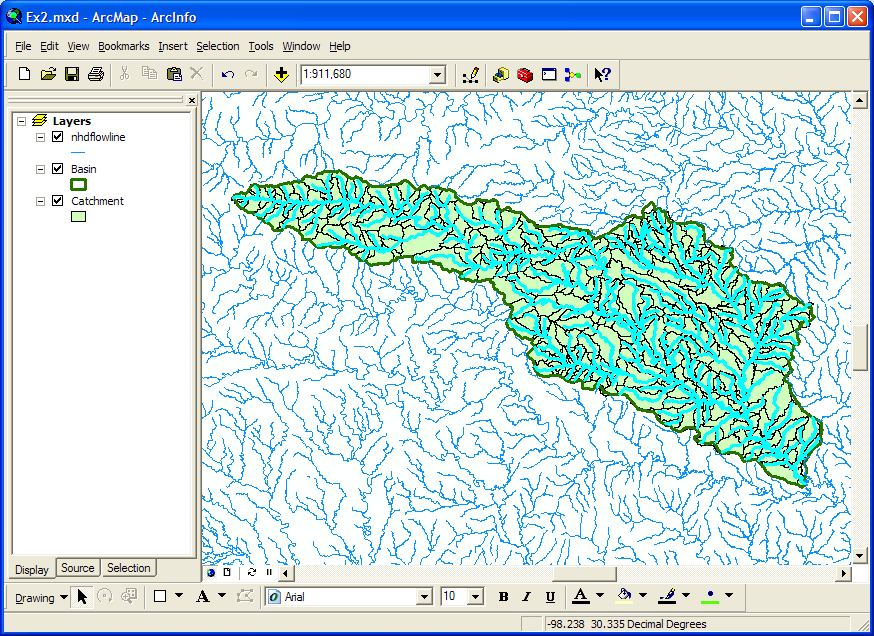 Ex2.mxd - ArcMap - ArcInfo
File Edit View Bookmarks Insert Selection Tools Window Help
1:911,680
Layers
nhdflowline
Basin
Catchment
Display Source Selection
Drawing A Arial 10 B I U A
-98.238 30.335 Decimal Degrees